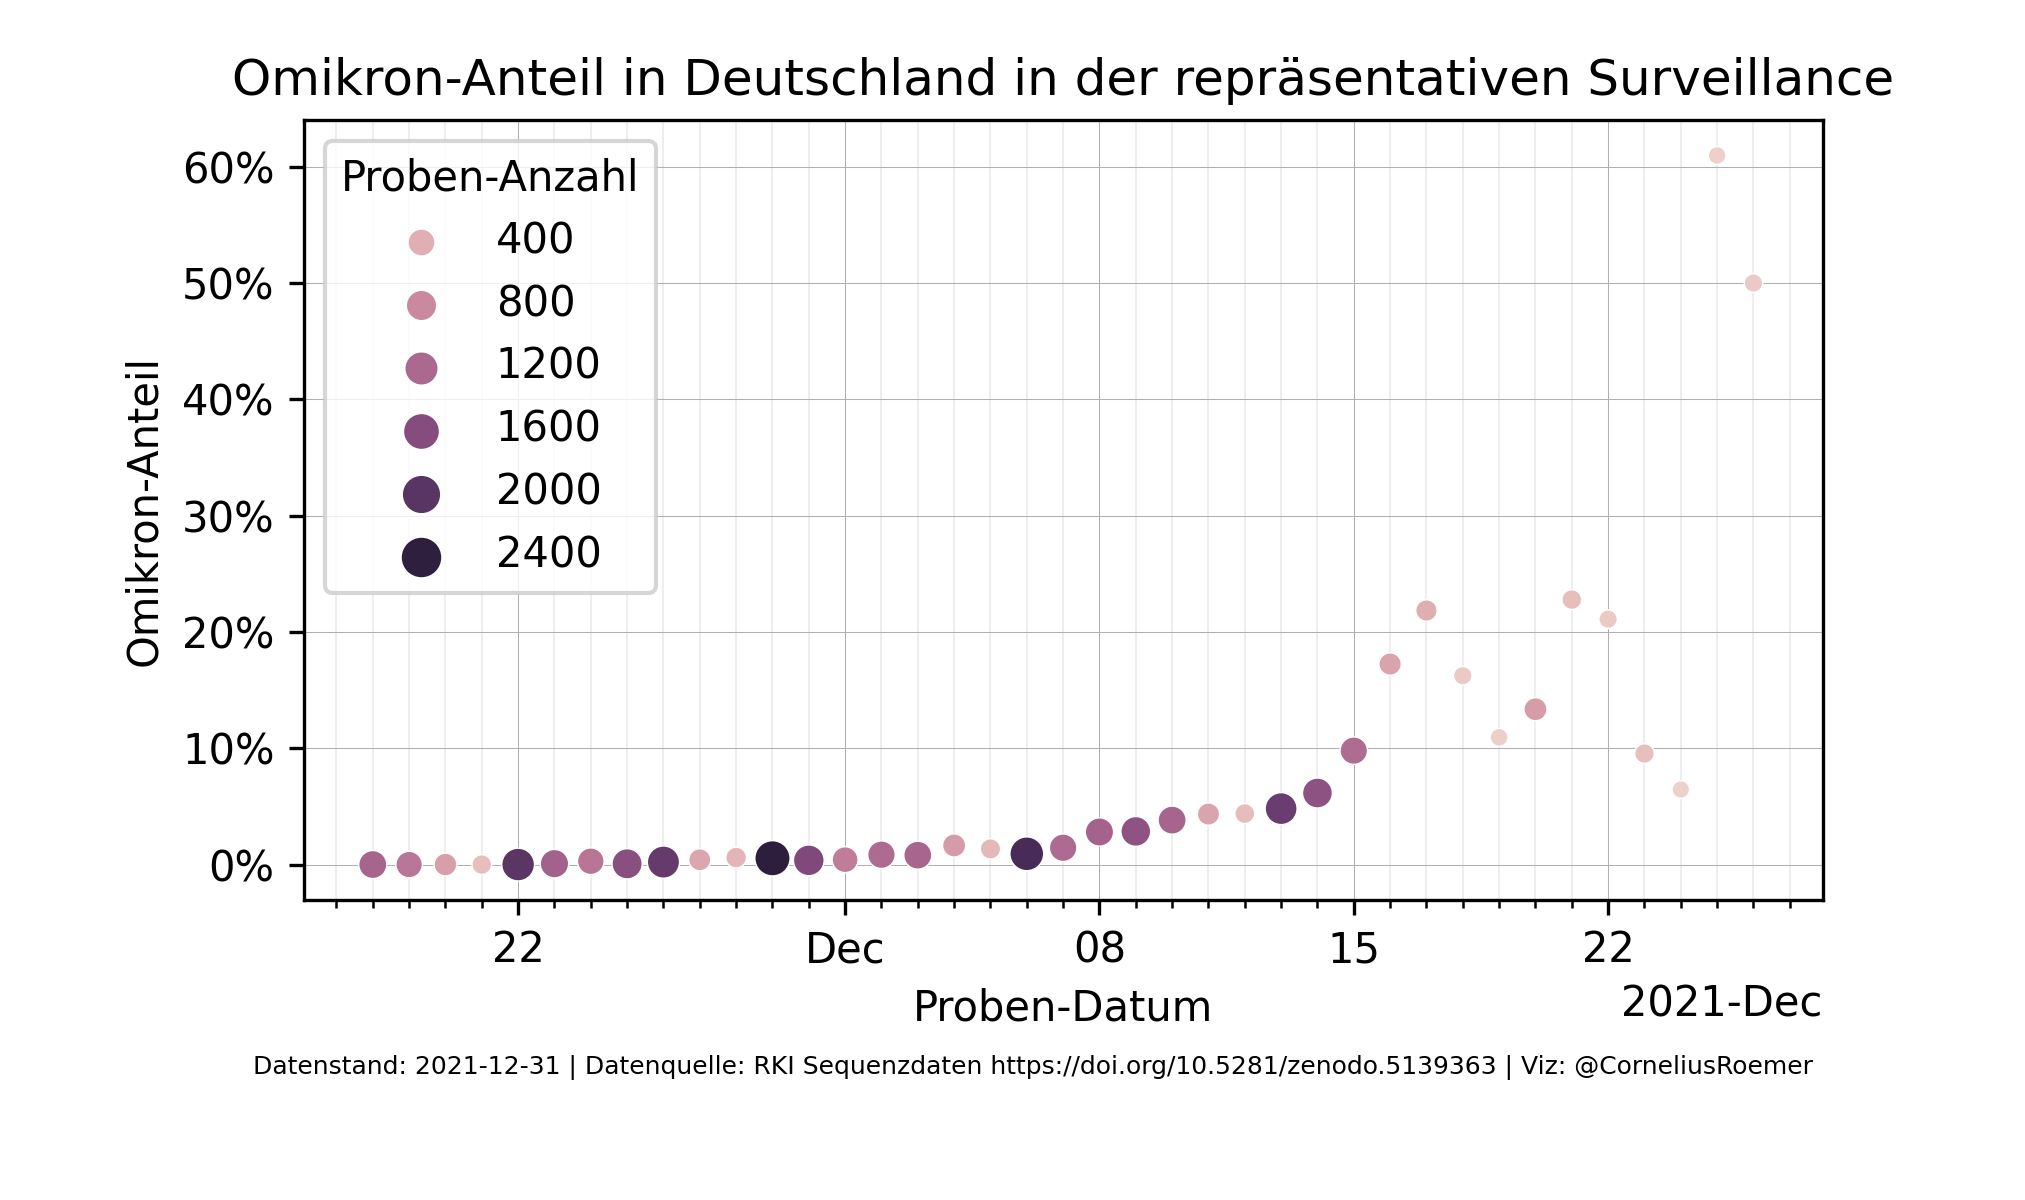 Omikron-Anteil in Deutschland in der repräsentativen Surveillance
Proben-Anzahl
400
800
1200
1600
2000
2400
60%
50%
40%
30%
20%
10%
0%
Omikron-Anteil
22
Dec
08
15
22
2021-Dec
Proben-Datum
Datenstand: 2021-12-31 | Datenquelle: RKI Sequenzdaten https://doi.org/10.5281/zenodo.5139363 | Viz: @CorneliusRoemer